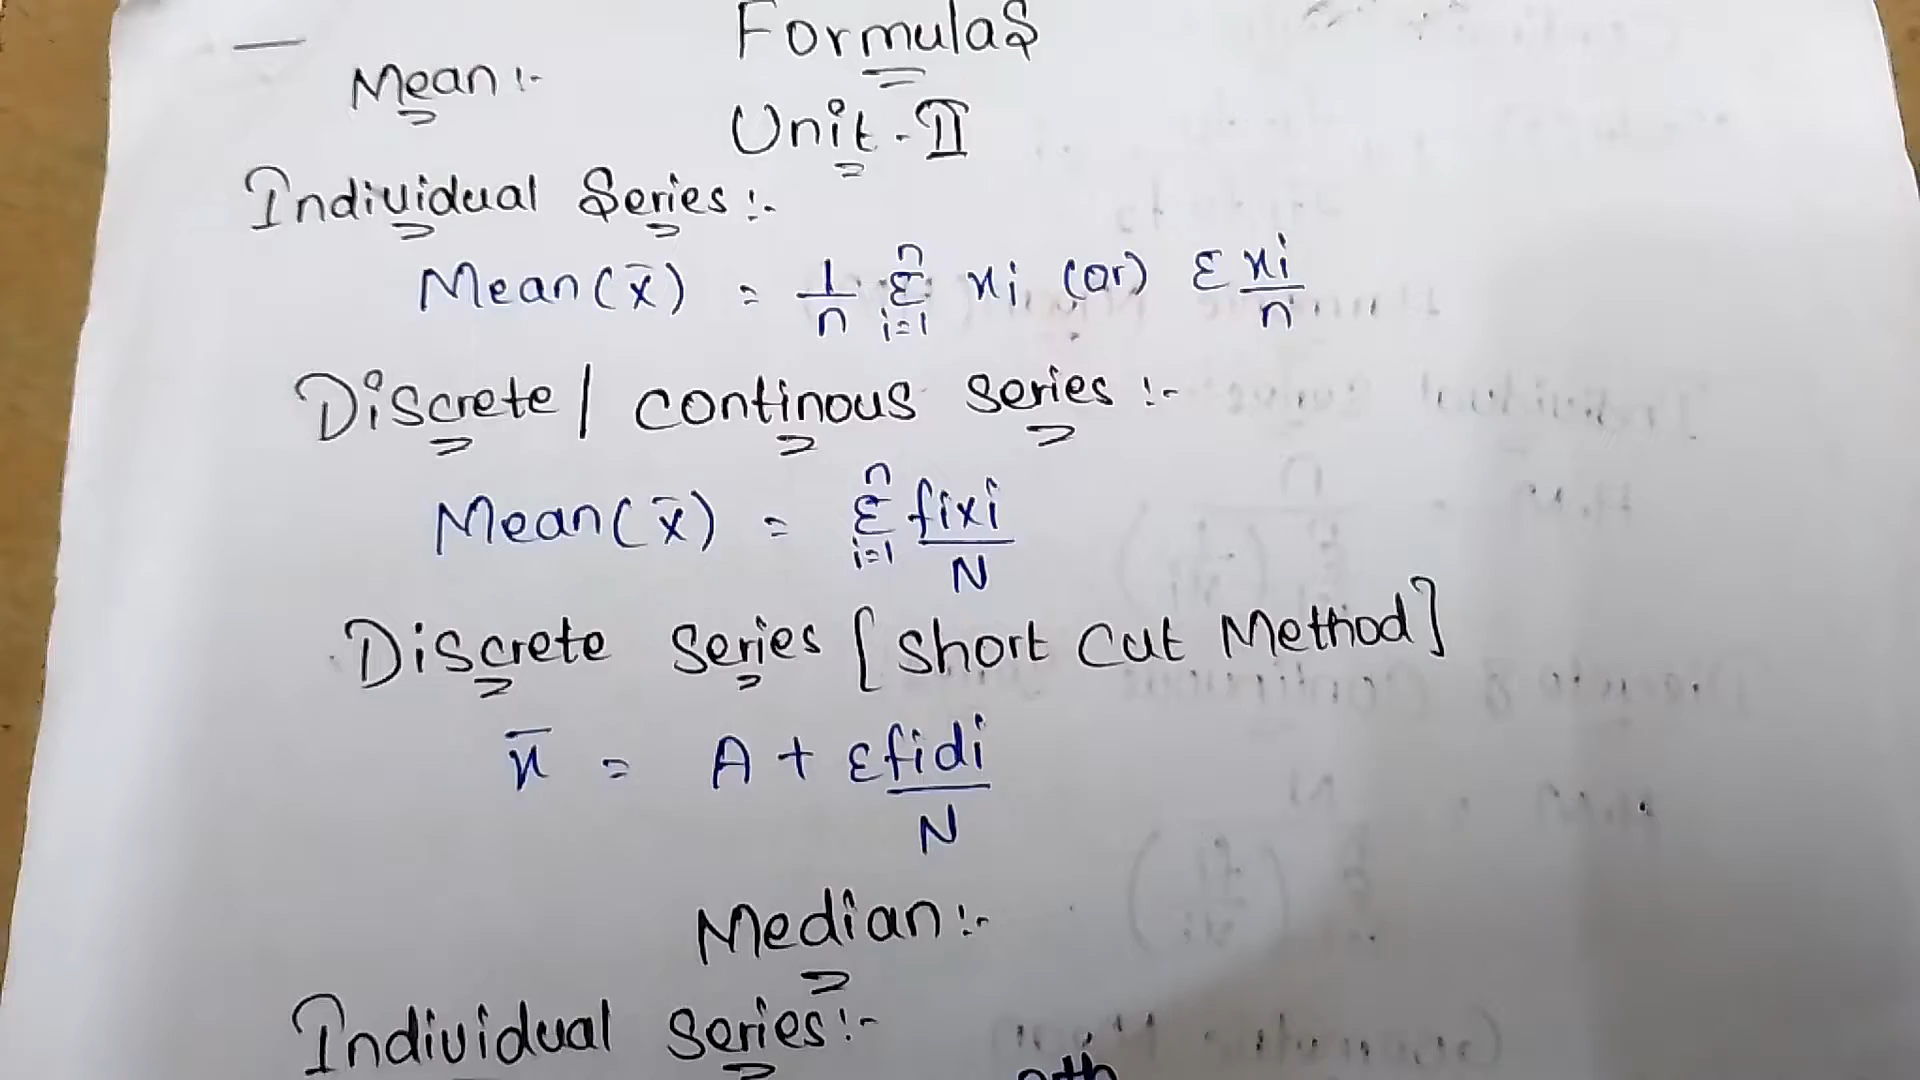 Formulas
Mean :-
Unit - II
Individual Series :-
Mean (x̄) = 1/n Σ_{i=1}^{n} xi (or) Σ xi/n
Discrete / continous series :-
Mean (x̄) = Σ_{i=1}^{n} fixi/N
Discrete series [short cut Method]
x̄ = A + Σfidi/N
Median :-
Individual series :-